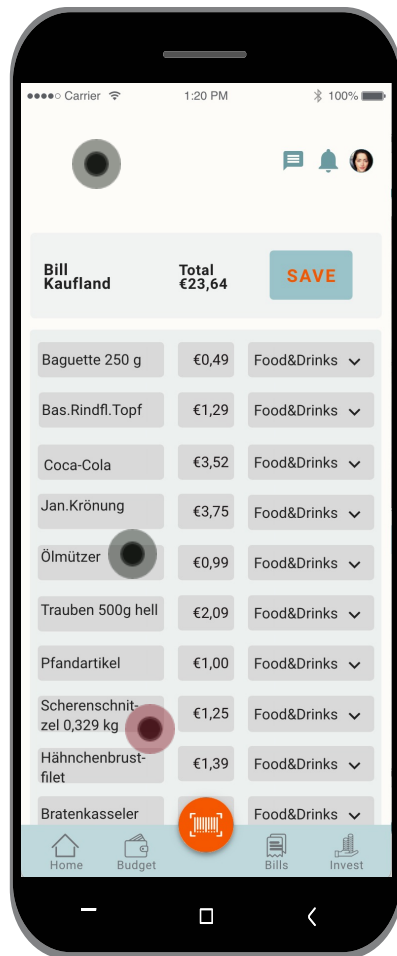 Carrier 1:20 PM 100%
Bill Total SAVE
Kaufland €23,64
Baguette 250 g €0,49 Food&Drinks
Bas.Rindfl.Topf €1,29 Food&Drinks
Coca-Cola €3,52 Food&Drinks
Jan.Krönung €3,75 Food&Drinks
Ölmützer €0,99 Food&Drinks
Trauben 500g hell €2,09 Food&Drinks
Pfandartikel €1,00 Food&Drinks
Scherenschnit-
zel 0,329 kg €1,25 Food&Drinks
Hähnchenbrust-
filet €1,39 Food&Drinks
Bratenkasseler Food&Drinks
Home Budget Bills Invest